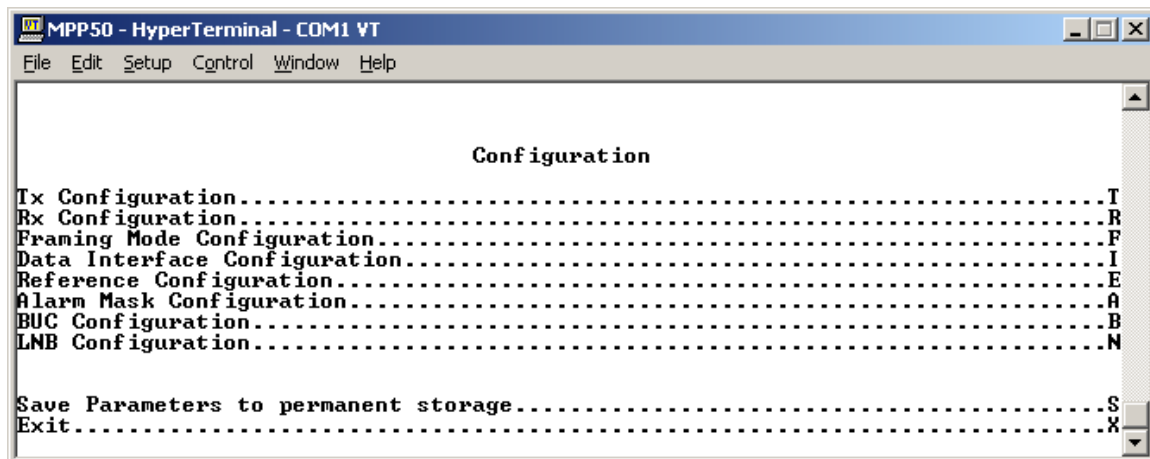 MPP50 - HyperTerminal - COM1 VT
File Edit Setup Control Window Help
Configuration
Tx Configuration................................................................T
Rx Configuration................................................................R
Framing Mode Configuration......................................................F
Data Interface Configuration....................................................I
Reference Configuration.........................................................E
Alarm Mask Configuration........................................................A
BUC Configuration...............................................................B
LNB Configuration...............................................................N
Save Parameters to permanent storage............................................S
Exit............................................................................X